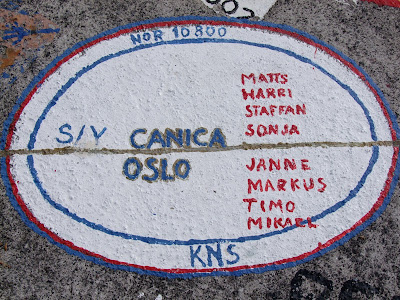 NOR 10800
S/Y CANICA
OSLO
MATTS
HARRI
STAFFAN
SONJA
JANNE
MARKUS
TIMO
MIKAEL
KNS